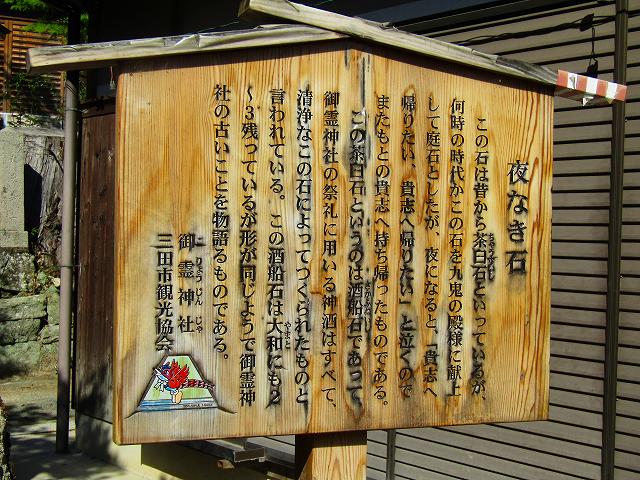 夜なき石
この石は昔から茶臼石といっているが、
何時の時代かこの石を九鬼の殿様に献上
して庭石としたが、夜になると、「貴志へ
帰りたい、貴志へ帰りたい」と泣くので
またもとの貴志へ持ち帰ったものである。
この茶臼石というのは酒船石であって、
御霊神社の祭礼に用いる神酒はすべて、
清浄なこの石によってつくられたものと
言われている。この酒船石は大和にも2
～3残っているが形が同じようで御霊神
社の古いことを物語るものである。
御霊神社
三田市観光協会